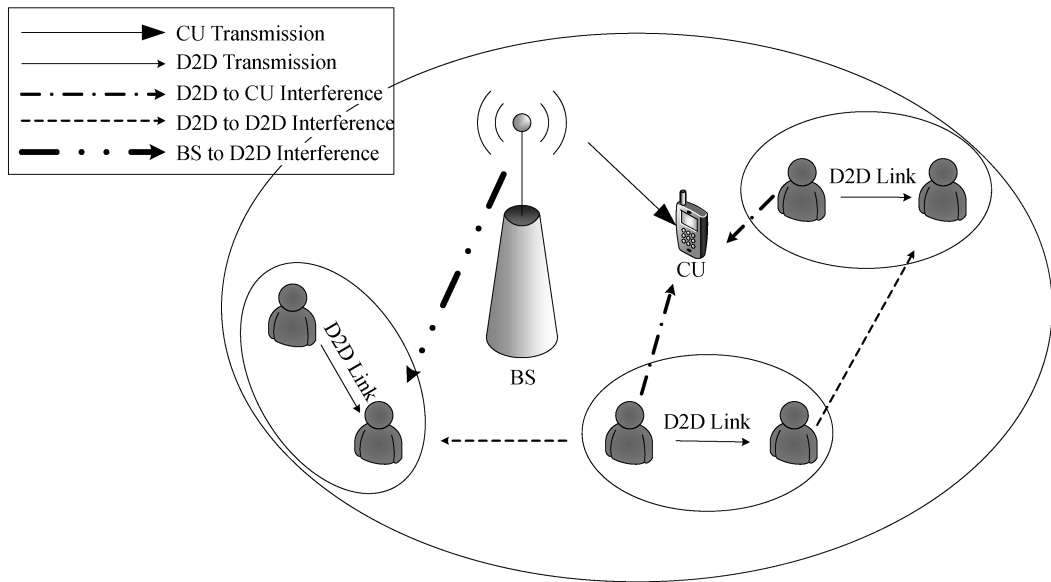 CU Transmission
D2D Transmission
D2D to CU Interference
D2D to D2D Interference
BS to D2D Interference
D2D Link
CU
D2D Link
BS
D2D Link